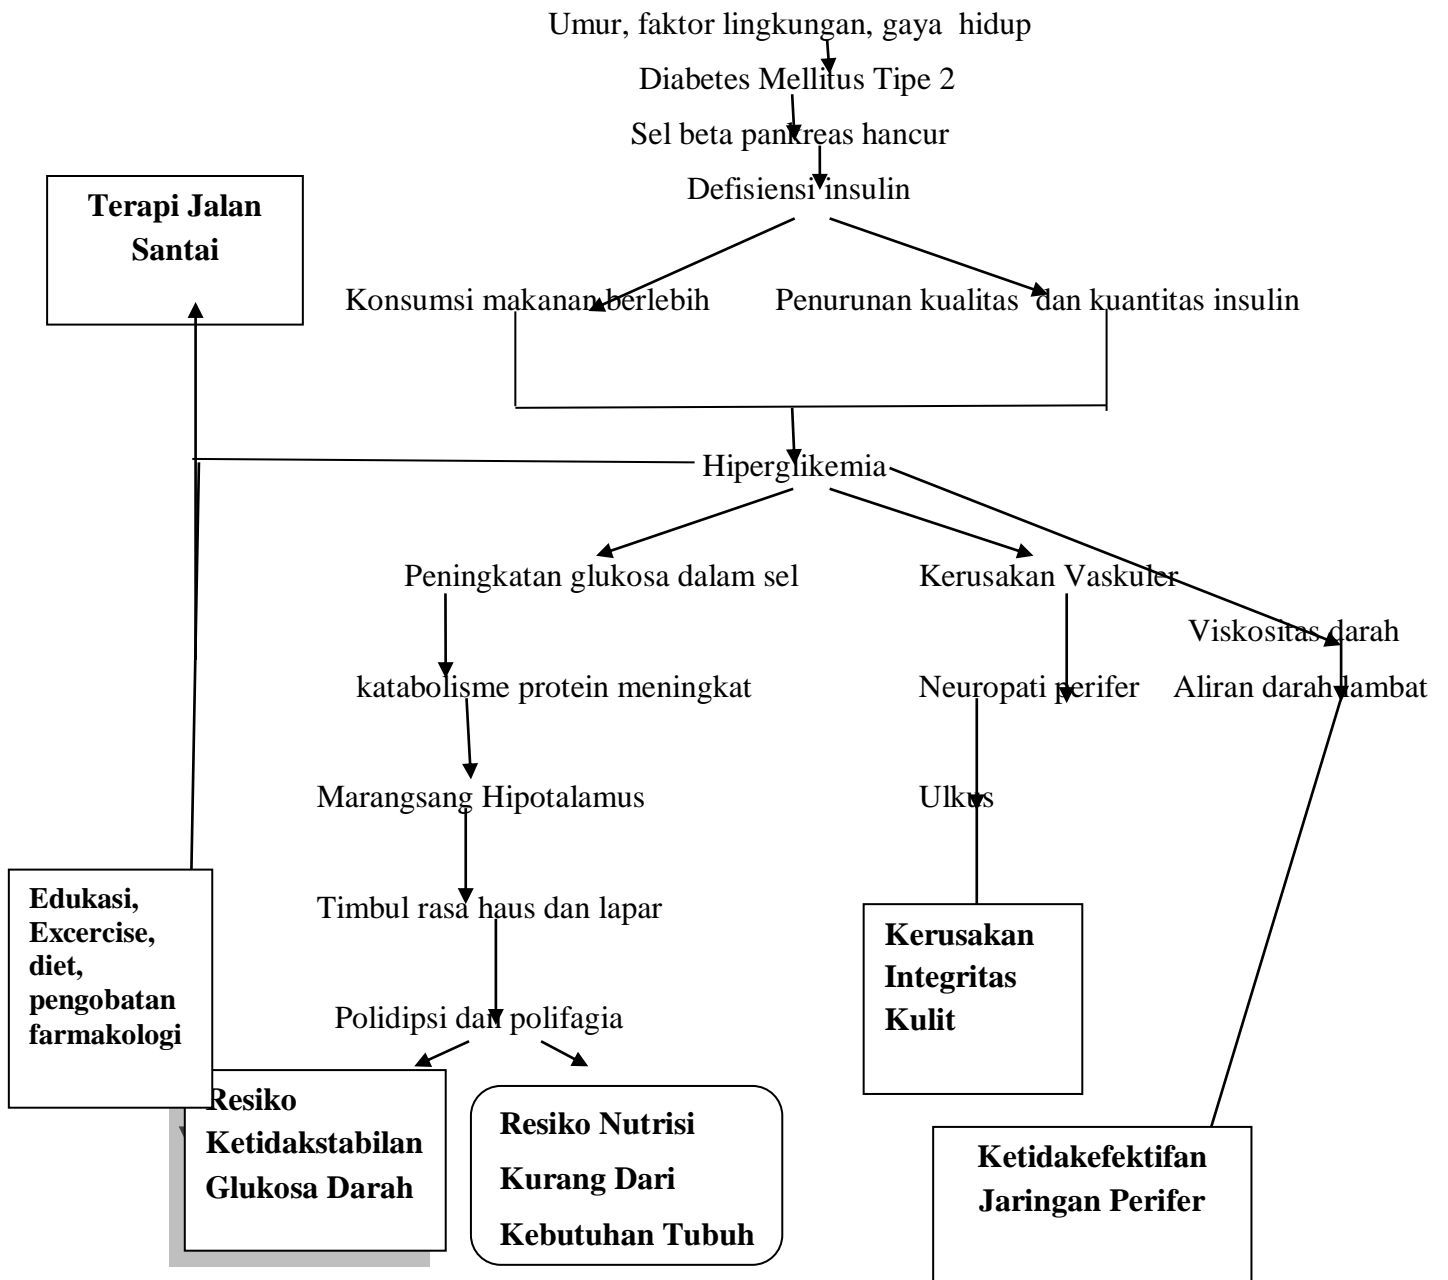 Umur, faktor lingkungan, gaya hidup
Diabetes Mellitus Tipe 2
Sel beta pankreas hancur
Defisiensi insulin
Terapi Jalan
Santai
Konsumsi makanan berlebih
Penurunan kualitas dan kuantitas insulin
Hiperglikemia
Peningkatan glukosa dalam sel
Kerusakan Vaskuler
Viskositas darah
katabolisme protein meningkat
Neuropati perifer
Aliran darah lambat
Marangsang Hipotalamus
Ulkus
Timbul rasa haus dan lapar
Edukasi,
Excercise,
diet,
pengobatan
farmakologi
Kerusakan
Integritas
Kulit
Polidipsi dan polifagia
Resiko
Ketidakstabilan
Glukosa Darah
Resiko Nutrisi
Kurang Dari
Kebutuhan Tubuh
Ketidakefektifan
Jaringan Perifer